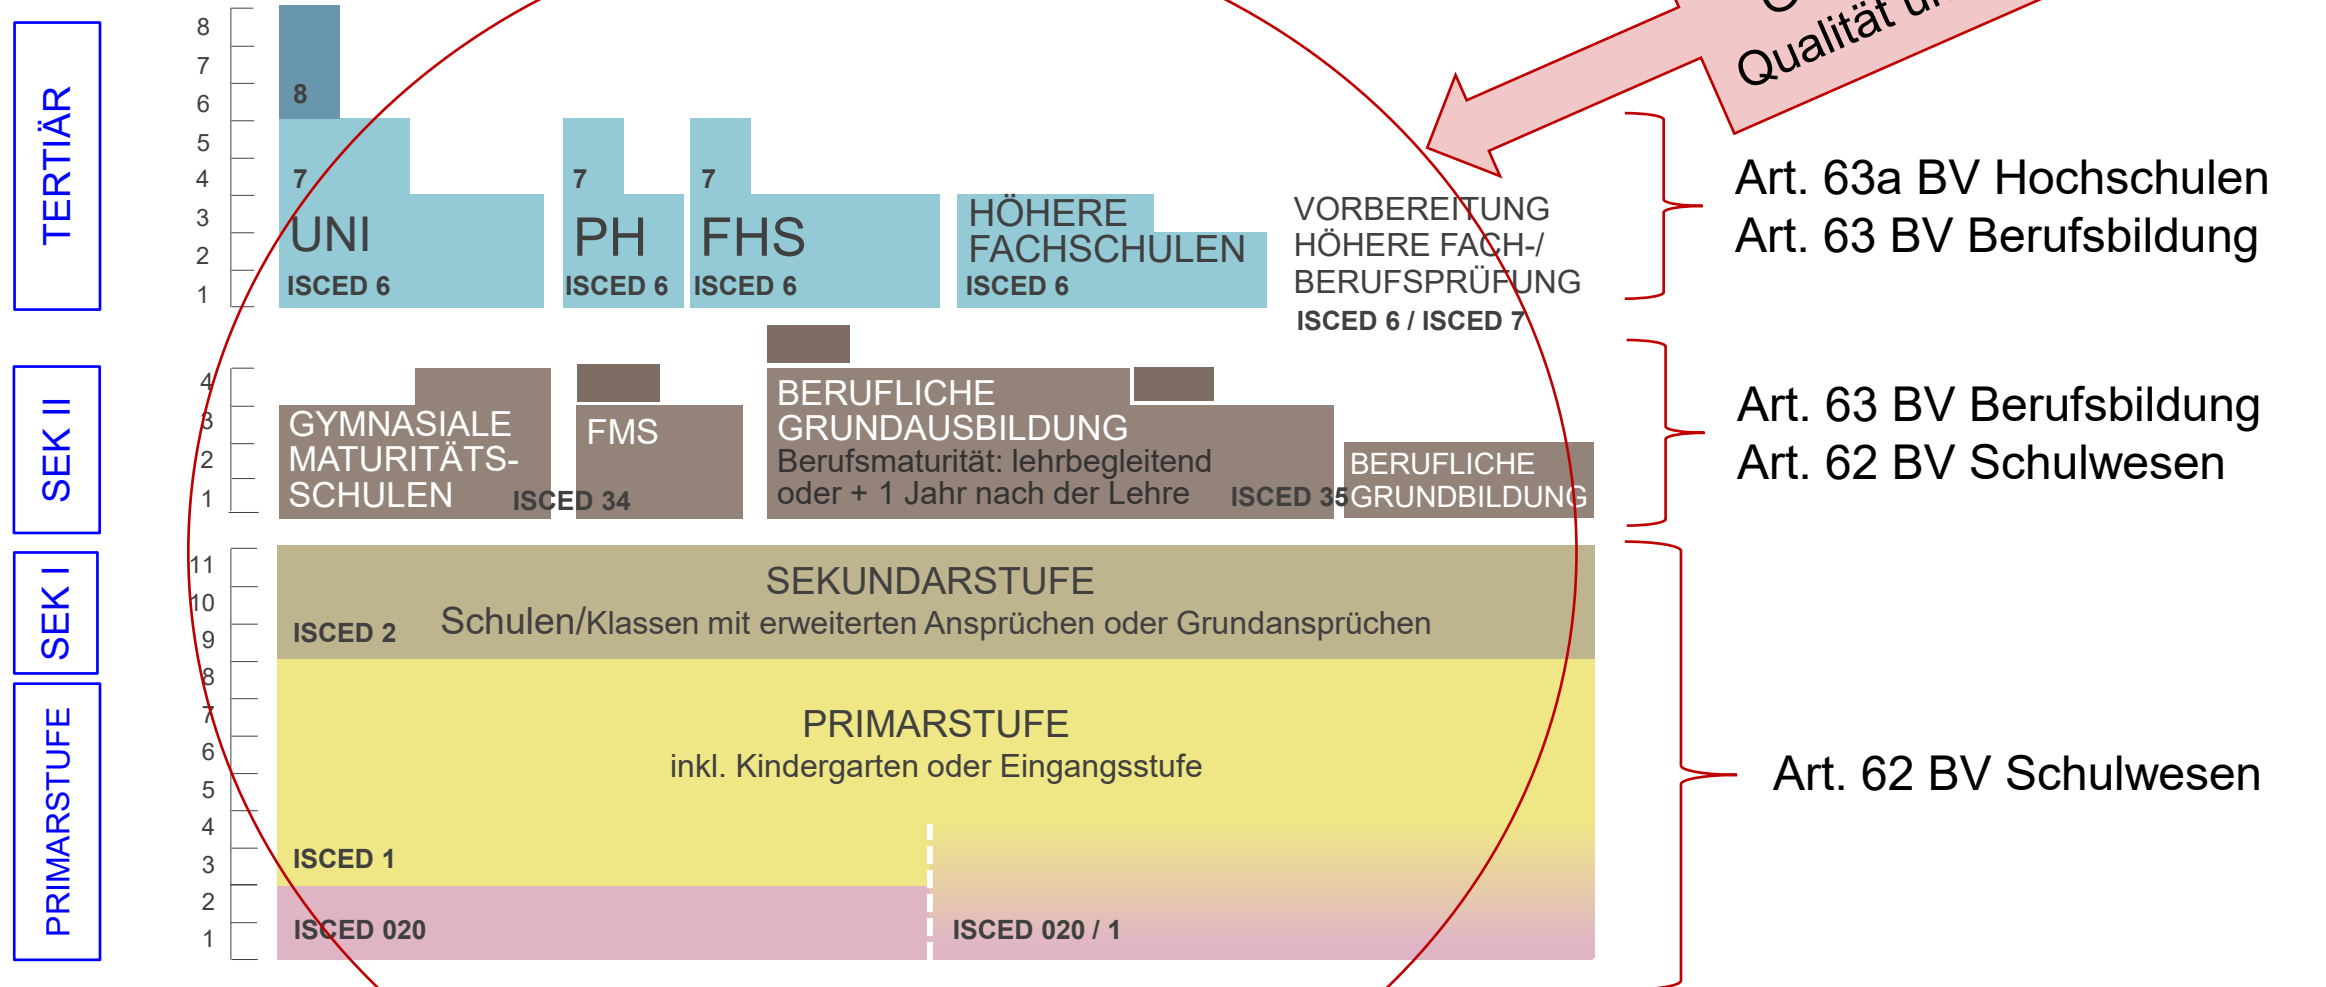 Qualität
TERTIÄR
8
7
6
5
4
3
2
1
8
7
UNI
ISCED 6
7
PH
ISCED 6
7
FHS
ISCED 6
HÖHERE
FACHSCHULEN
ISCED 6
VORBEREITUNG
HÖHERE FACH-/
BERUFSPRÜFUNG
ISCED 6 / ISCED 7
Art. 63a BV Hochschulen
Art. 63 BV Berufsbildung
SEK II
4
3
2
1
GYMNASIALE
MATURITÄTS-
SCHULEN
ISCED 34
FMS
BERUFLICHE
GRUNDAUSBILDUNG
Berufsmaturität: lehrbegleitend
oder + 1 Jahr nach der Lehre
ISCED 35
BERUFLICHE
GRUNDBILDUNG
Art. 63 BV Berufsbildung
Art. 62 BV Schulwesen
SEK I
11
10
9
SEKUNDARSTUFE
Schulen/Klassen mit erweiterten Ansprüchen oder Grundansprüchen
ISCED 2
PRIMARSTUFE
8
7
6
5
4
3
2
1
PRIMARSTUFE
inkl. Kindergarten oder Eingangsstufe
ISCED 1
ISCED 020
ISCED 020 / 1
Art. 62 BV Schulwesen